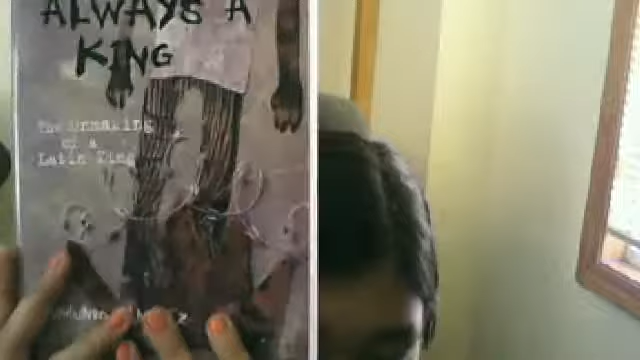 ALWAYS A
KING
The Unmaking
of a
Latin King